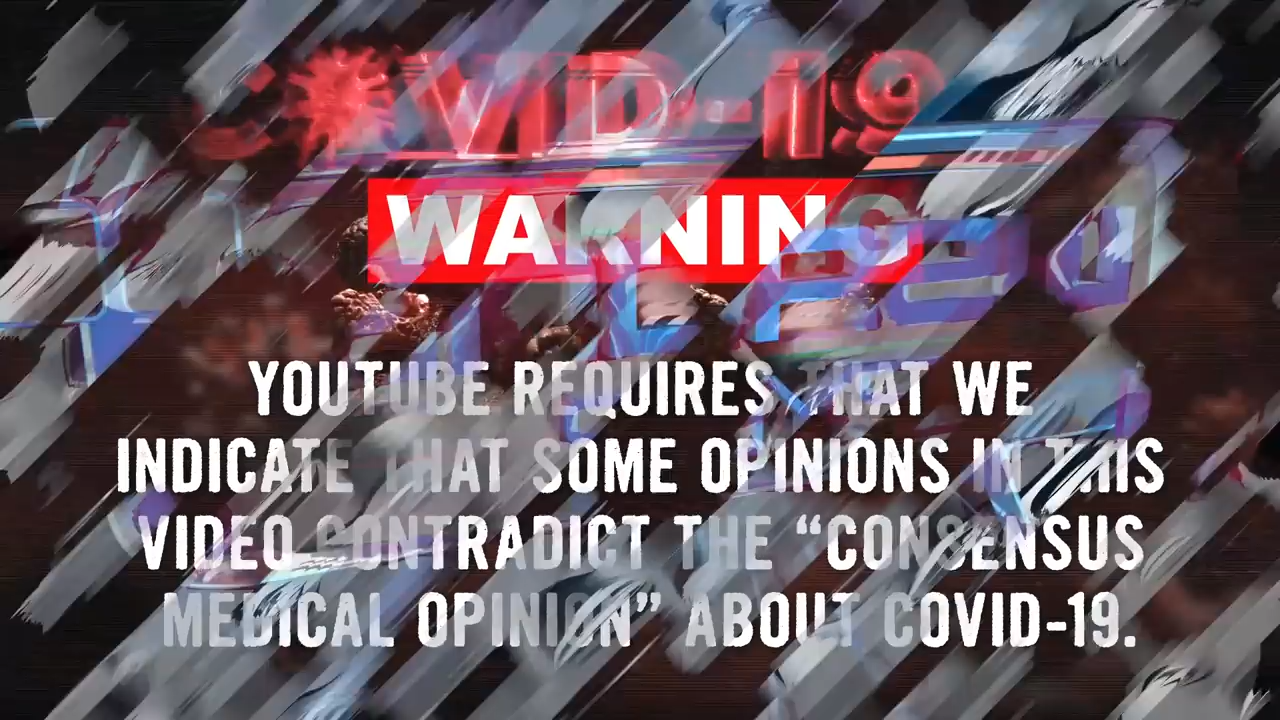 COVID-19
WARNING
YOUTUBE REQUIRES THAT WE
INDICATE THAT SOME OPINIONS IN THIS
VIDEO CONTRADICT THE “CONSENSUS
MEDICAL OPINION” ABOUT COVID-19.